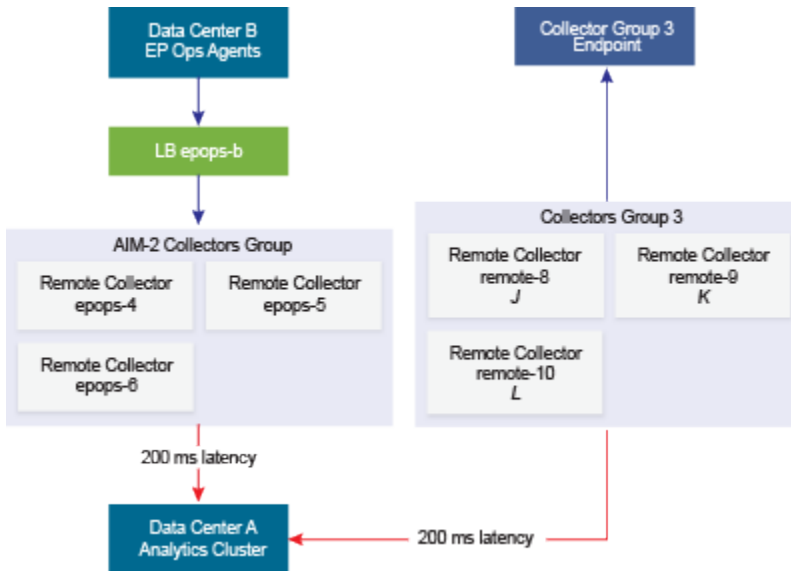 Data Center B
EP Ops Agents
LB epops-b
AIM-2 Collectors Group
Remote Collector
epops-4
Remote Collector
epops-5
Remote Collector
epops-6
200 ms latency
Data Center A
Analytics Cluster
Collector Group 3
Endpoint
Collectors Group 3
Remote Collector
remote-8
J
Remote Collector
remote-9
K
Remote Collector
remote-10
L
200 ms latency